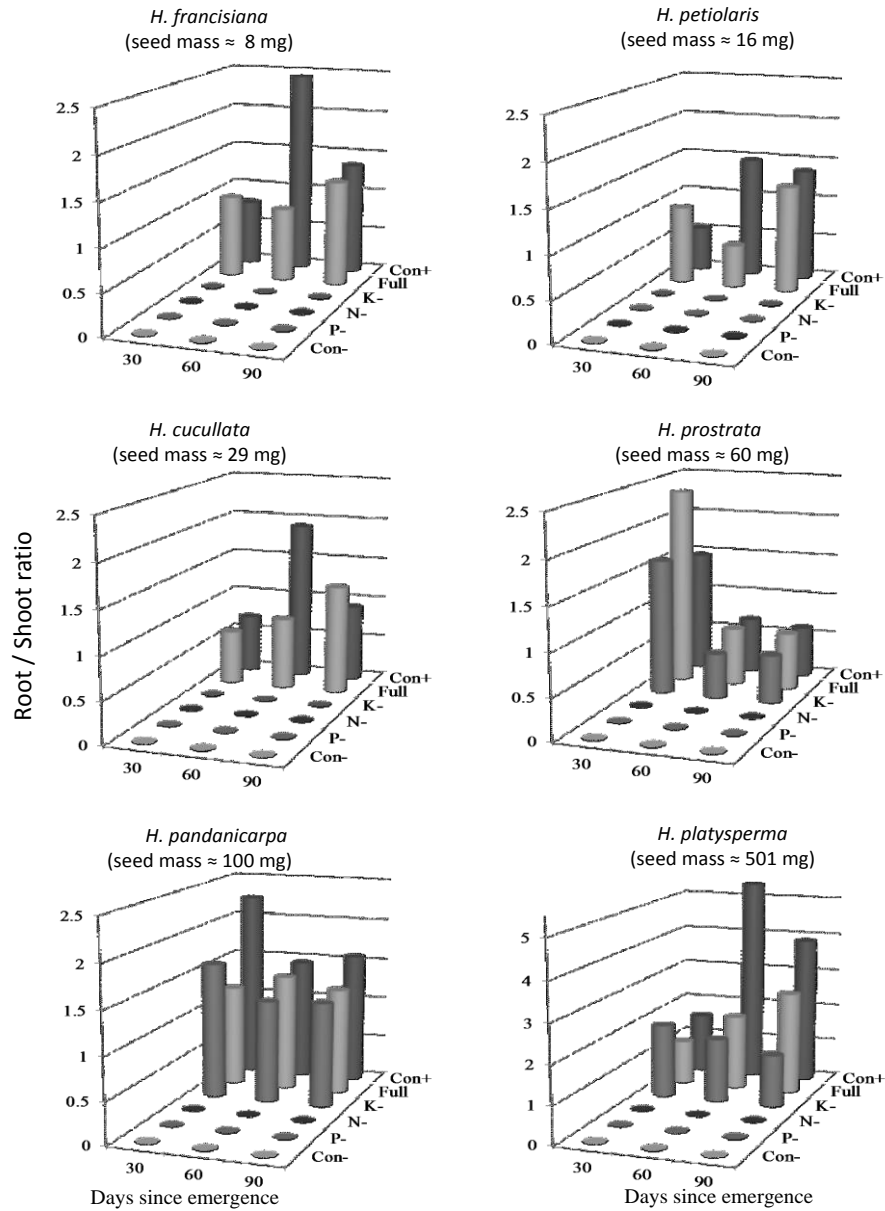 H. francisiana
(seed mass ≈ 8 mg)
2.5
2
1.5
1
0.5
0
30
60
90
Con+
Full
K-
N-
P-
Con-
H. petiolaris
(seed mass ≈ 16 mg)
2.5
2
1.5
1
0.5
0
30
60
90
Con+
Full
K-
N-
P-
Con-
Root / Shoot ratio
H. cucullata
(seed mass ≈ 29 mg)
2.5
2
1.5
1
0.5
0
30
60
90
Con+
Full
K-
N-
P-
Con-
H. prostrata
(seed mass ≈ 60 mg)
2.5
2
1.5
1
0.5
0
30
60
90
Con+
Full
K-
N-
P-
Con-
H. pandanicarpa
(seed mass ≈ 100 mg)
2.5
2
1.5
1
0.5
0
30
60
90
Con+
Full
K-
N-
P-
Con-
Days since emergence
H. platysperma
(seed mass ≈ 501 mg)
5
4
3
2
1
0
30
60
90
Con+
Full
K-
N-
P-
Con-
Days since emergence